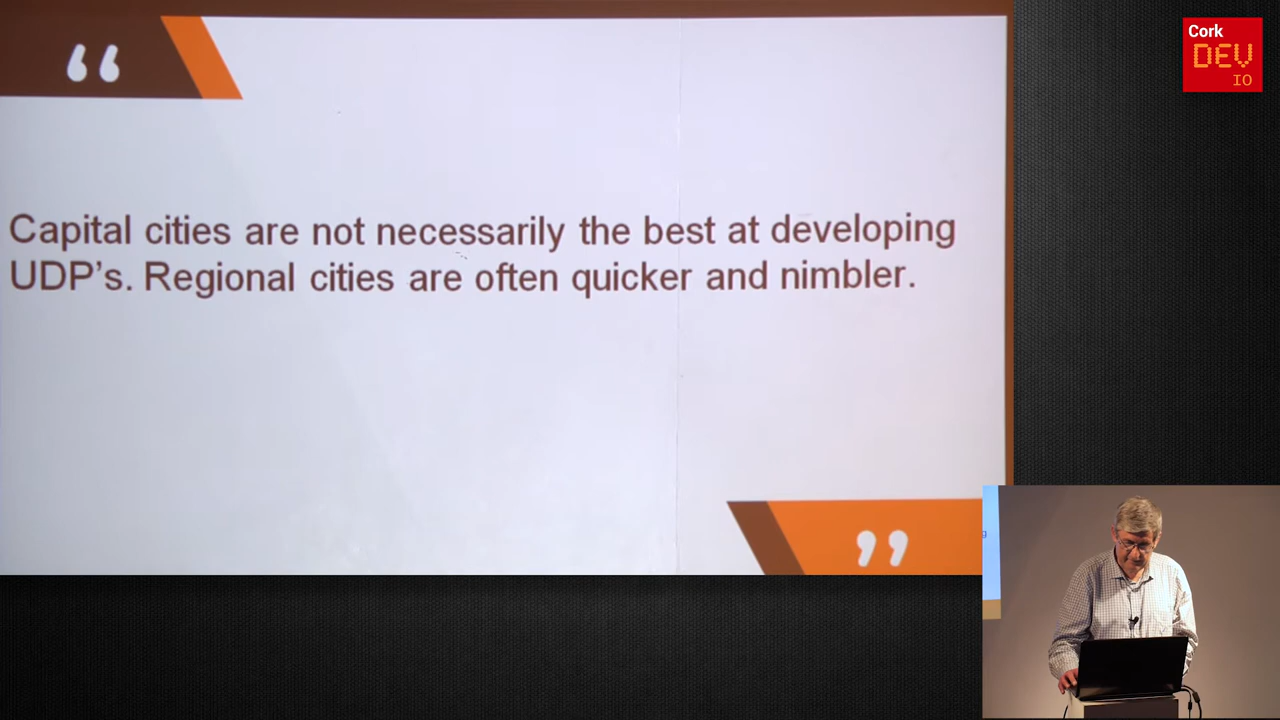 Cork
DEV
IO
“
Capital cities are not necessarily the best at developing
UDP’s. Regional cities are often quicker and nimbler.
”